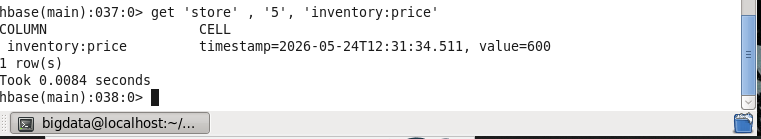 hbase(main):037:0> get 'store' , '5', 'inventory:price'
COLUMN                CELL
 inventory:price      timestamp=2026-05-24T12:31:34.511, value=600
1 row(s)
Took 0.0084 seconds
hbase(main):038:0>
bigdata@localhost:~/...